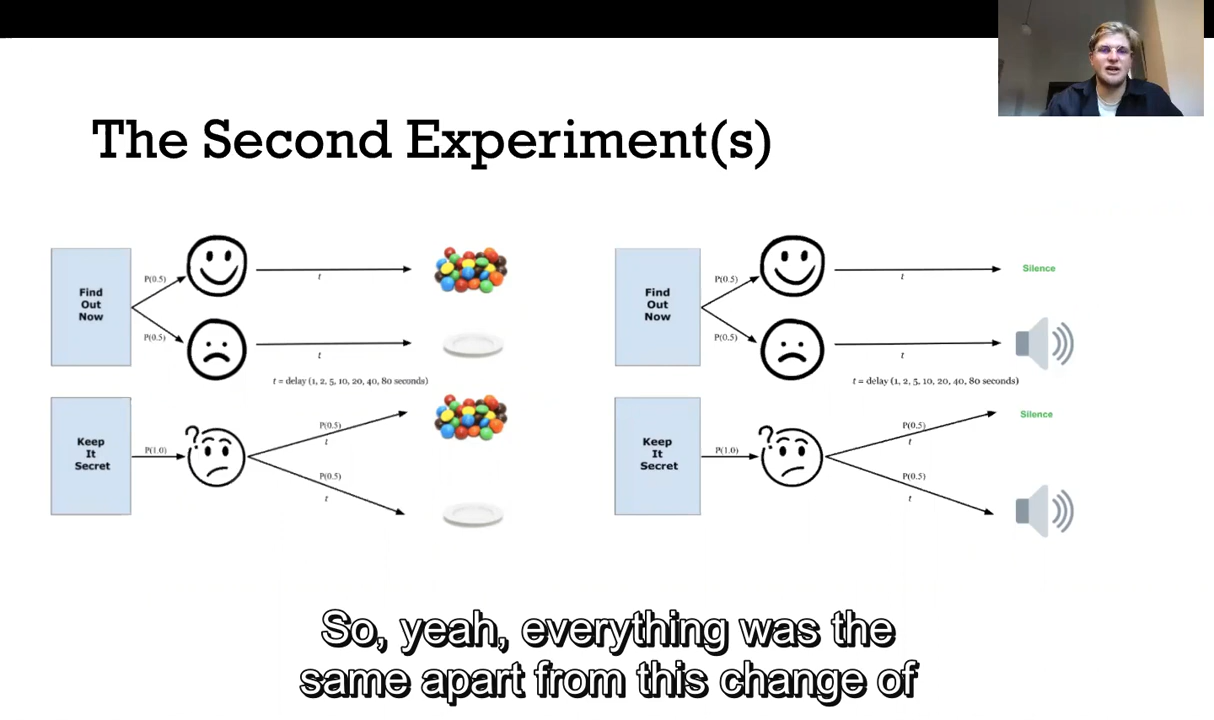 The Second Experiment(s)
Find
Out
Now
P(0.5)
P(0.5)
t
t
t = delay (1, 2, 5, 10, 20, 40, 80 seconds)
Keep
It
Secret
P(1.0)
?
P(0.5)
t
P(0.5)
t
Find
Out
Now
P(0.5)
P(0.5)
t
Silence
t
t = delay (1, 2, 5, 10, 20, 40, 80 seconds)
Keep
It
Secret
P(1.0)
?
P(0.5)
t
Silence
P(0.5)
t
So, yeah, everything was the
same apart from this change of